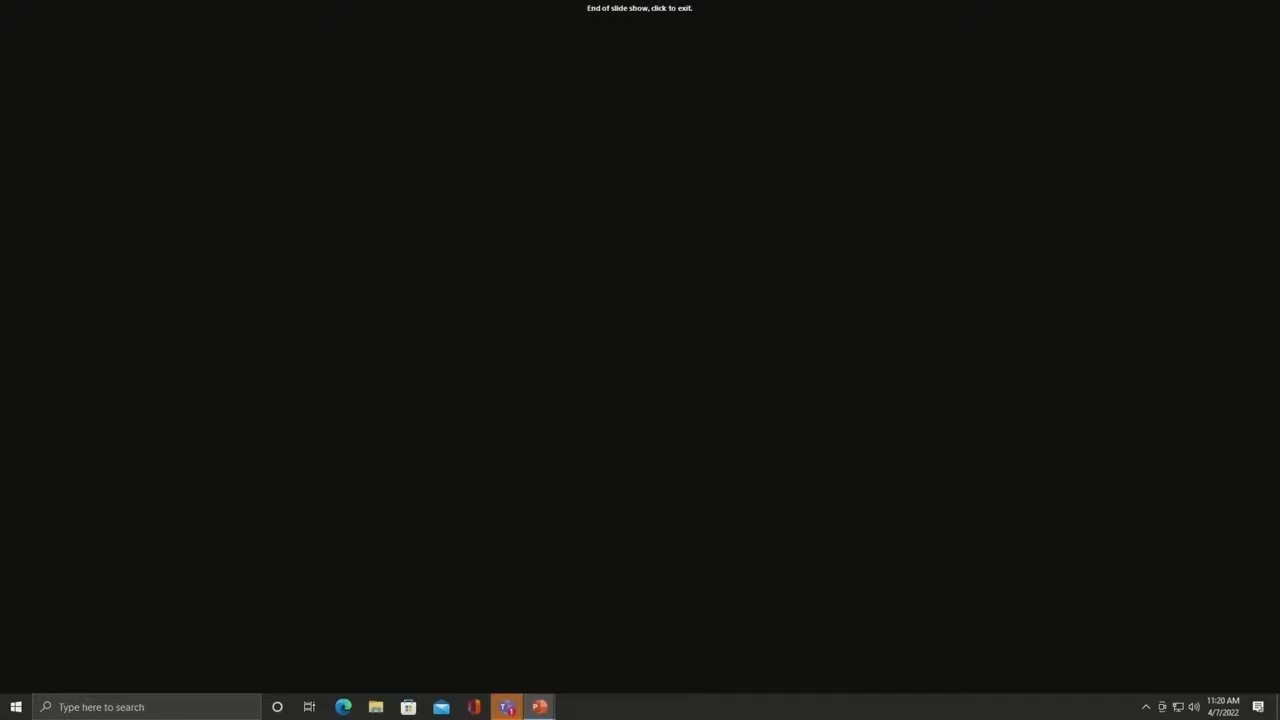 End of slide show, click to exit.
Type here to search
11:20 AM
4/7/2022